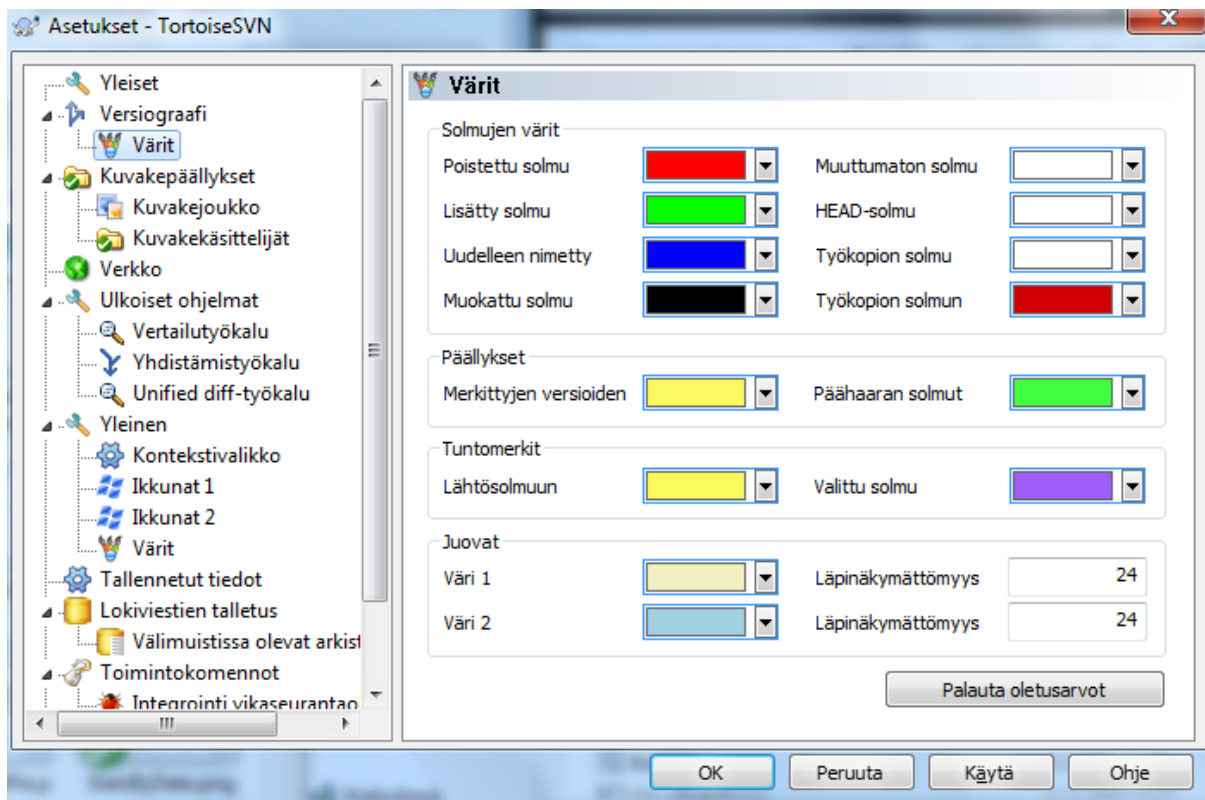 Asetukset - TortoiseSVN
Yleiset
Versiograafi
Värit
Kuvakepäällykset
Kuvakejoukko
Kuvakekäsittelijät
Verkko
Ulkoiset ohjelmat
Vertailutyökalu
Yhdistämistyökalu
Unified diff-työkalu
Yleinen
Kontekstivalikko
Ikkunat 1
Ikkunat 2
Värit
Tallennetut tiedot
Lokiviestien talletus
Välimuistissa olevat arkist
Toimintokomennot
Integrointi vikaseurantao
Värit
Solmujen värit
Poistettu solmu
Muuttumaton solmu
Lisätty solmu
HEAD-solmu
Uudelleen nimetty
Työkopion solmu
Muokattu solmu
Työkopion solmun
Päällykset
Merkittyjen versioiden
Päähaaran solmut
Tuntomerkit
Lähtösolmuun
Valittu solmu
Juovat
Väri 1
Läpinäkymättömyys 24
Väri 2
Läpinäkymättömyys 24
Palauta oletusarvot
OK Peruuta Käytä Ohje